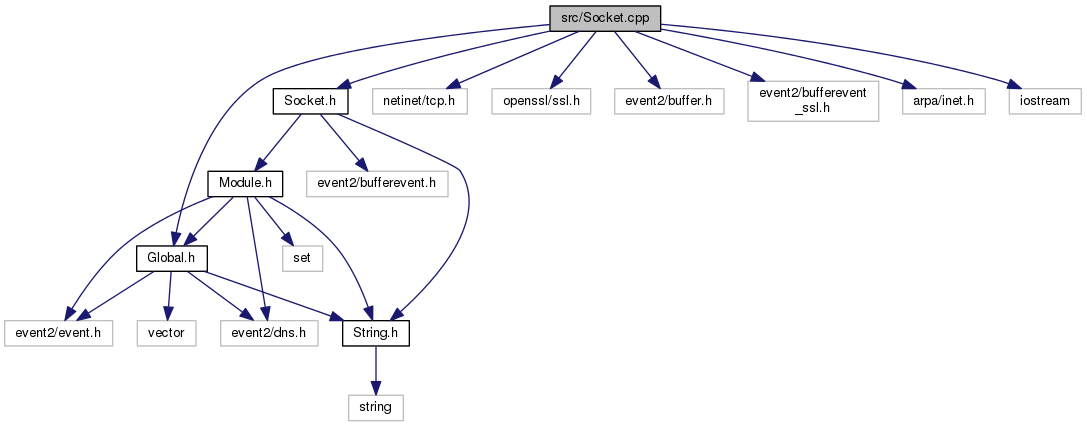 src/Socket.cpp
Socket.h
netinet/tcp.h
openssl/ssl.h
event2/buffer.h
event2/bufferevent
_ssl.h
arpa/inet.h
iostream
Module.h
event2/bufferevent.h
Global.h
set
event2/event.h
vector
event2/dns.h
String.h
string